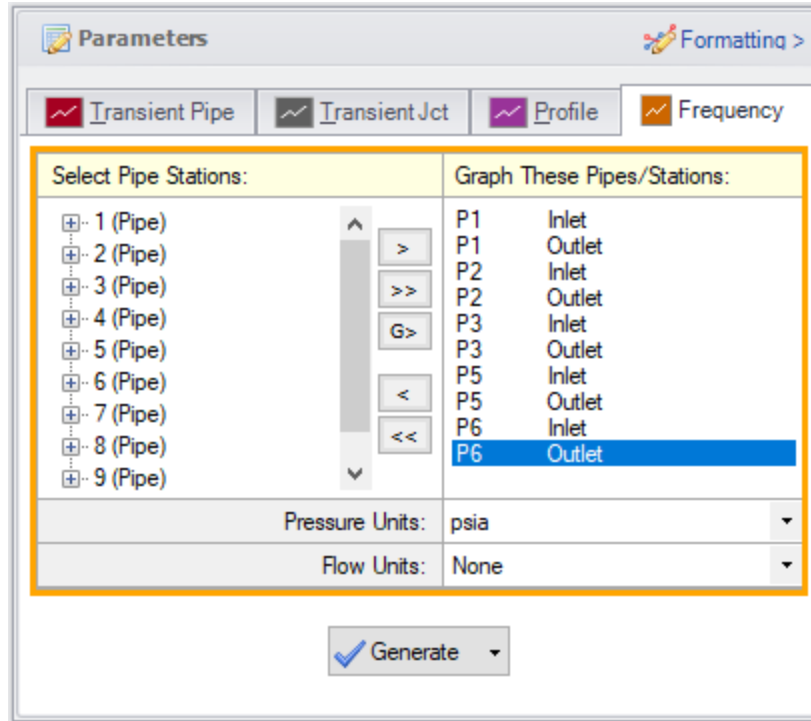 Parameters
Formatting >
Transient Pipe
Transient Jct
Profile
Frequency
Select Pipe Stations:
Graph These Pipes/Stations:
1 (Pipe)
2 (Pipe)
3 (Pipe)
4 (Pipe)
5 (Pipe)
6 (Pipe)
7 (Pipe)
8 (Pipe)
9 (Pipe)
>
>>
G>
<
<<
P1 Inlet
P1 Outlet
P2 Inlet
P2 Outlet
P3 Inlet
P3 Outlet
P5 Inlet
P5 Outlet
P6 Inlet
P6 Outlet
Pressure Units: psia
Flow Units: None
Generate